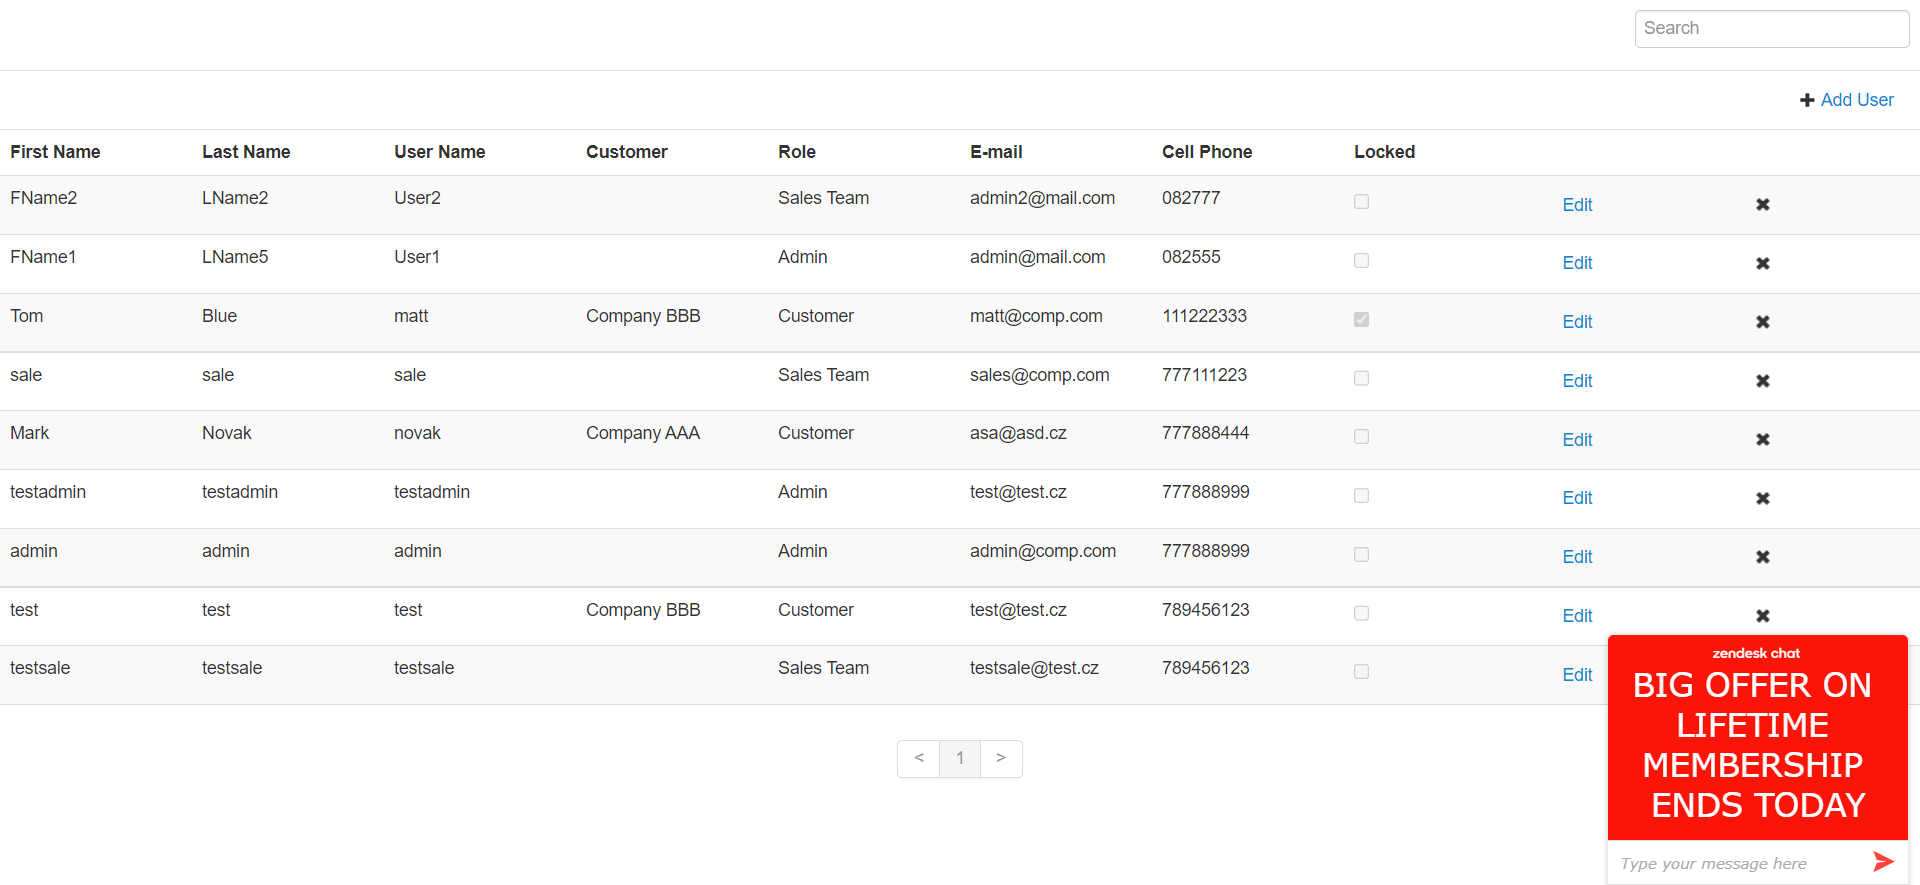 Search
Add User
First Name Last Name User Name Customer Role E-mail Cell Phone Locked
FName2 LName2 User2 Sales Team admin2@mail.com 082777 Edit
FName1 LName5 User1 Admin admin@mail.com 082555 Edit
Tom Blue matt Company BBB Customer matt@comp.com 111222333 Edit
sale sale sale Sales Team sales@comp.com 777111223 Edit
Mark Novak novak Company AAA Customer asa@asd.cz 777888444 Edit
testadmin testadmin testadmin Admin test@test.cz 777888999 Edit
admin admin admin Admin admin@comp.com 777888999 Edit
test test test Company BBB Customer test@test.cz 789456123 Edit
testsale testsale testsale Sales Team testsale@test.cz 789456123 Edit
< 1 >
zendesk chat
BIG OFFER ON
LIFETIME
MEMBERSHIP
ENDS TODAY
Type your message here